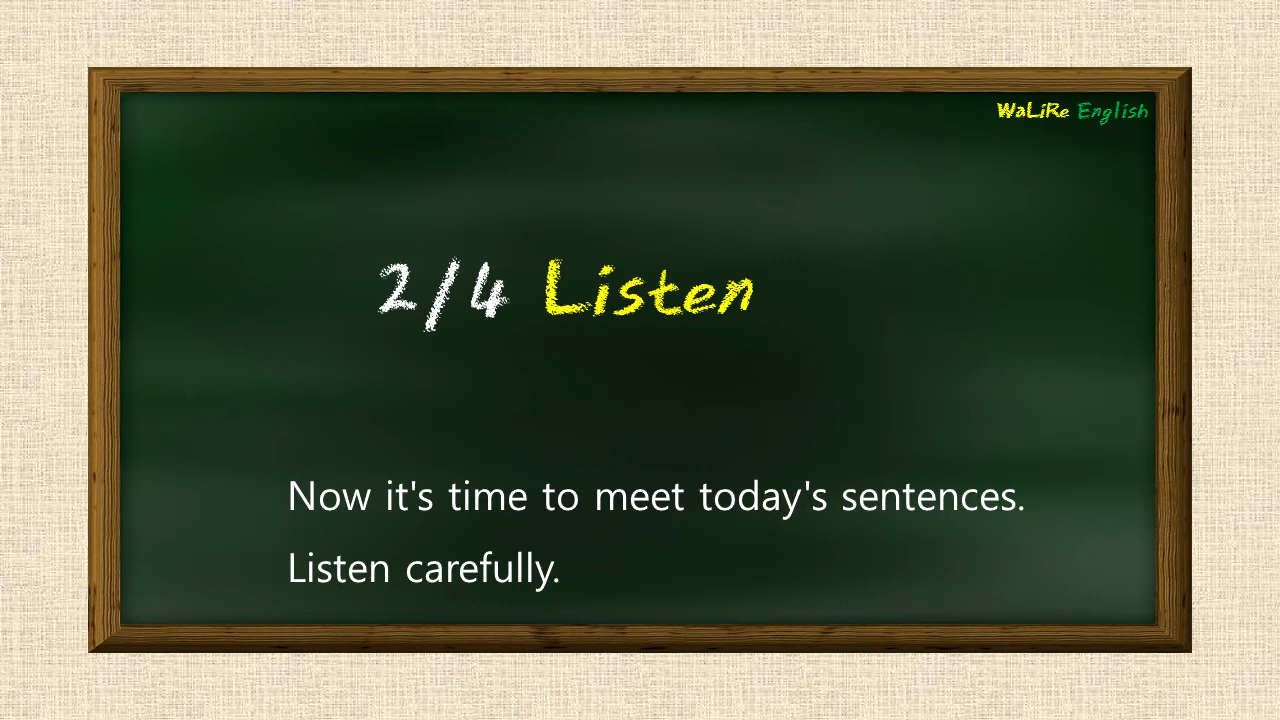 WaLiRe English
2/4 Listen
Now it's time to meet today's sentences.
Listen carefully.